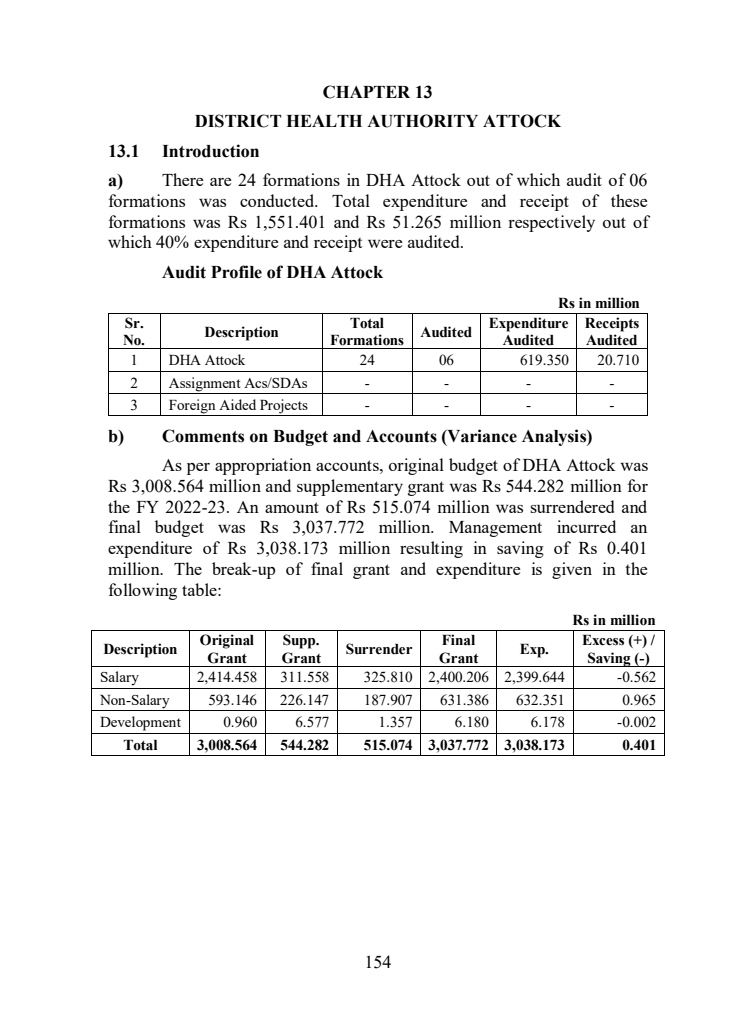 CHAPTER 13
DISTRICT HEALTH AUTHORITY ATTOCK
13.1 Introduction
a) There are 24 formations in DHA Attock out of which audit of 06
formations was conducted. Total expenditure and receipt of these
formations was Rs 1,551.401 and Rs 51.265 million respectively out of
which 40% expenditure and receipt were audited.
Audit Profile of DHA Attock
Rs in million
Sr. No. Description Total Formations Audited Expenditure Audited Receipts Audited
1 DHA Attock 24 06 619.350 20.710
2 Assignment Acs/SDAs - - - -
3 Foreign Aided Projects - - - -
b) Comments on Budget and Accounts (Variance Analysis)
As per appropriation accounts, original budget of DHA Attock was
Rs 3,008.564 million and supplementary grant was Rs 544.282 million for
the FY 2022-23. An amount of Rs 515.074 million was surrendered and
final budget was Rs 3,037.772 million. Management incurred an
expenditure of Rs 3,038.173 million resulting in saving of Rs 0.401
million. The break-up of final grant and expenditure is given in the
following table:
Rs in million
Description Original Grant Supp. Grant Surrender Final Grant Exp. Excess (+) / Saving (-)
Salary 2,414.458 311.558 325.810 2,400.206 2,399.644 -0.562
Non-Salary 593.146 226.147 187.907 631.386 632.351 0.965
Development 0.960 6.577 1.357 6.180 6.178 -0.002
Total 3,008.564 544.282 515.074 3,037.772 3,038.173 0.401
154